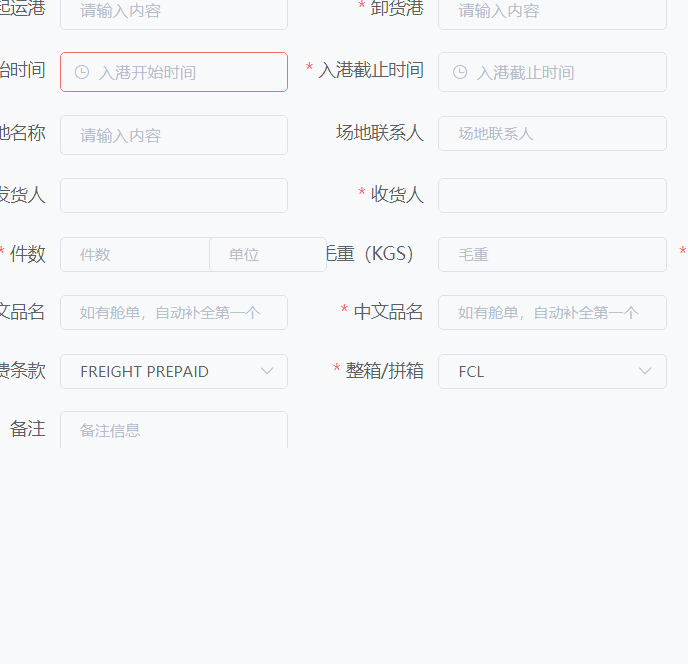 起运港 请输入内容 * 卸货港 请输入内容
始时间 入港开始时间 * 入港截止时间 入港截止时间
地名称 请输入内容 场地联系人 场地联系人
发货人 * 收货人
* 件数 件数 单位 毛重（KGS） 毛重 *
文品名 如有舱单，自动补全第一个 * 中文品名 如有舱单，自动补全第一个
费条款 FREIGHT PREPAID * 整箱/拼箱 FCL
备注 备注信息